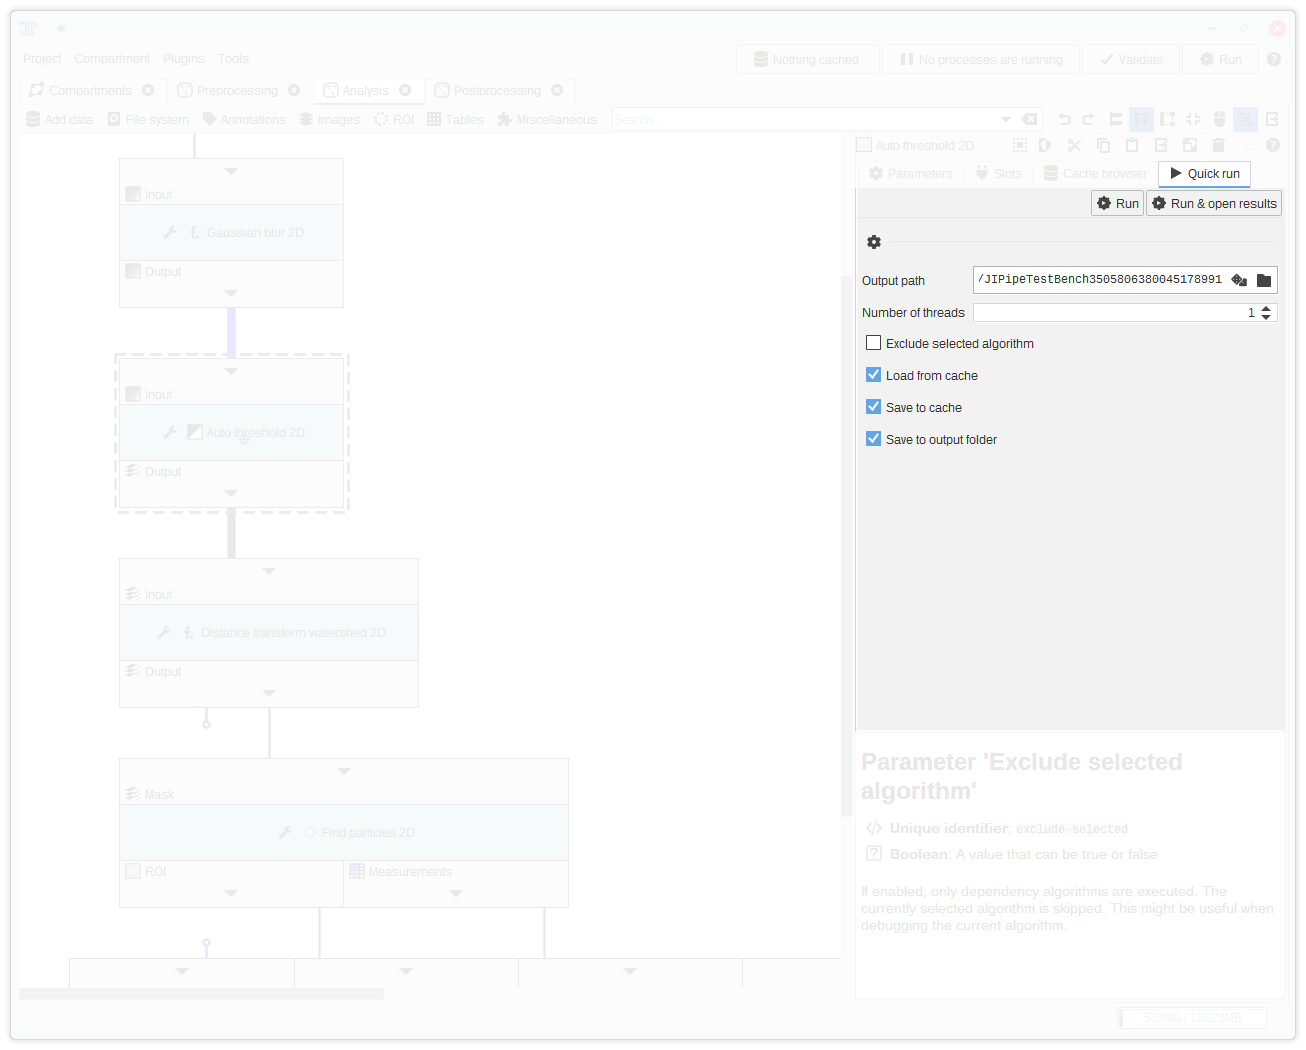 JIP
Project Compartment Plugins Tools
Nothing cached No processes are running Validate Run
Compartments Preprocessing Analysis Postprocessing
Add data File system Annotations Images ROI Tables Miscellaneous Search...
Auto threshold 2D
Parameters Slots Cache browser Quick run
Run Run & open results
Output path /JIPipeTestBench3505806380045178991
Number of threads 1
Exclude selected algorithm
Load from cache
Save to cache
Save to output folder
Input
Gaussian blur 2D
Output
Input
Auto threshold 2D
Output
Input
Distance transform watershed 2D
Output
Mask
Find particles 2D
ROI Measurements
Parameter 'Exclude selected
algorithm'
Unique identifier: exclude-selected
Boolean: A value that can be true or false
If enabled, only dependency algorithms are executed. The
currently selected algorithm is skipped. This might be useful when
debugging the current algorithm.
539MB / 18828MB